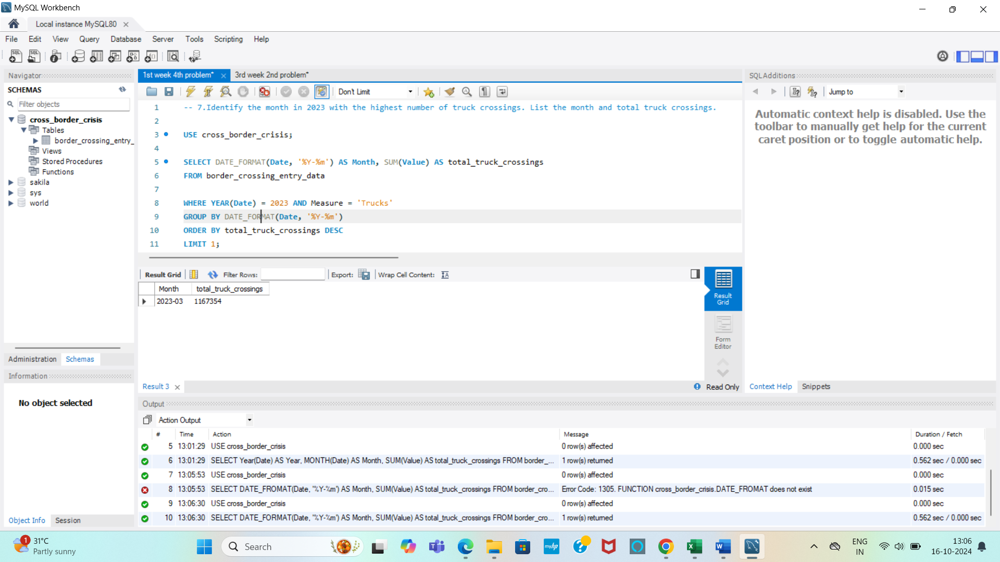 MySQL Workbench
Local instance MySQL80
File Edit View Query Database Server Tools Scripting Help
Navigator
SCHEMAS
Filter objects
cross_border_crisis
Tables
border_crossing_entry_
Views
Stored Procedures
Functions
sakila
sys
world
Administration Schemas
Information
No object selected
Object Info Session
1st week 4th problem* 3rd week 2nd problem*
Don't Limit
1 -- 7.Identify the month in 2023 with the highest number of truck crossings. List the month and total truck crossings.
2
3 USE cross_border_crisis;
4
5 SELECT DATE_FORMAT(Date, '%Y-%m') AS Month, SUM(Value) AS total_truck_crossings
6 FROM border_crossing_entry_data
7
8 WHERE YEAR(Date) = 2023 AND Measure = 'Trucks'
9 GROUP BY DATE_FORMAT(Date, '%Y-%m')
10 ORDER BY total_truck_crossings DESC
11 LIMIT 1;
Result Grid Filter Rows: Export: Wrap Cell Content:
Month total_truck_crossings
2023-03 1167354
Result Grid
Form Editor
Result 3
Read Only
SQLAdditions
Jump to
Automatic context help is disabled. Use the
toolbar to manually get help for the current
caret position or to toggle automatic help.
Context Help Snippets
Output
Action Output
# Time Action Message Duration / Fetch
5 13:01:29 USE cross_border_crisis 0 row(s) affected 0.000 sec
6 13:01:29 SELECT Year(Date) AS Year, MONTH(Date) AS Month, SUM(Value) AS total_truck_crossings FROM border_... 1 row(s) returned 0.562 sec / 0.000 sec
7 13:05:53 USE cross_border_crisis 0 row(s) affected 0.000 sec
8 13:05:53 SELECT DATE_FROMAT(Date, '%Y-%m') AS Month, SUM(Value) AS total_truck_crossings FROM border_cro... Error Code: 1305. FUNCTION cross_border_crisis.DATE_FROMAT does not exist 0.015 sec
9 13:06:30 USE cross_border_crisis 0 row(s) affected 0.000 sec
10 13:06:30 SELECT DATE_FORMAT(Date, '%Y-%m') AS Month, SUM(Value) AS total_truck_crossings FROM border_cro... 1 row(s) returned 0.562 sec / 0.000 sec
1
31°C
Partly sunny
Search
myhp
ENG
IN
13:06
16-10-2024